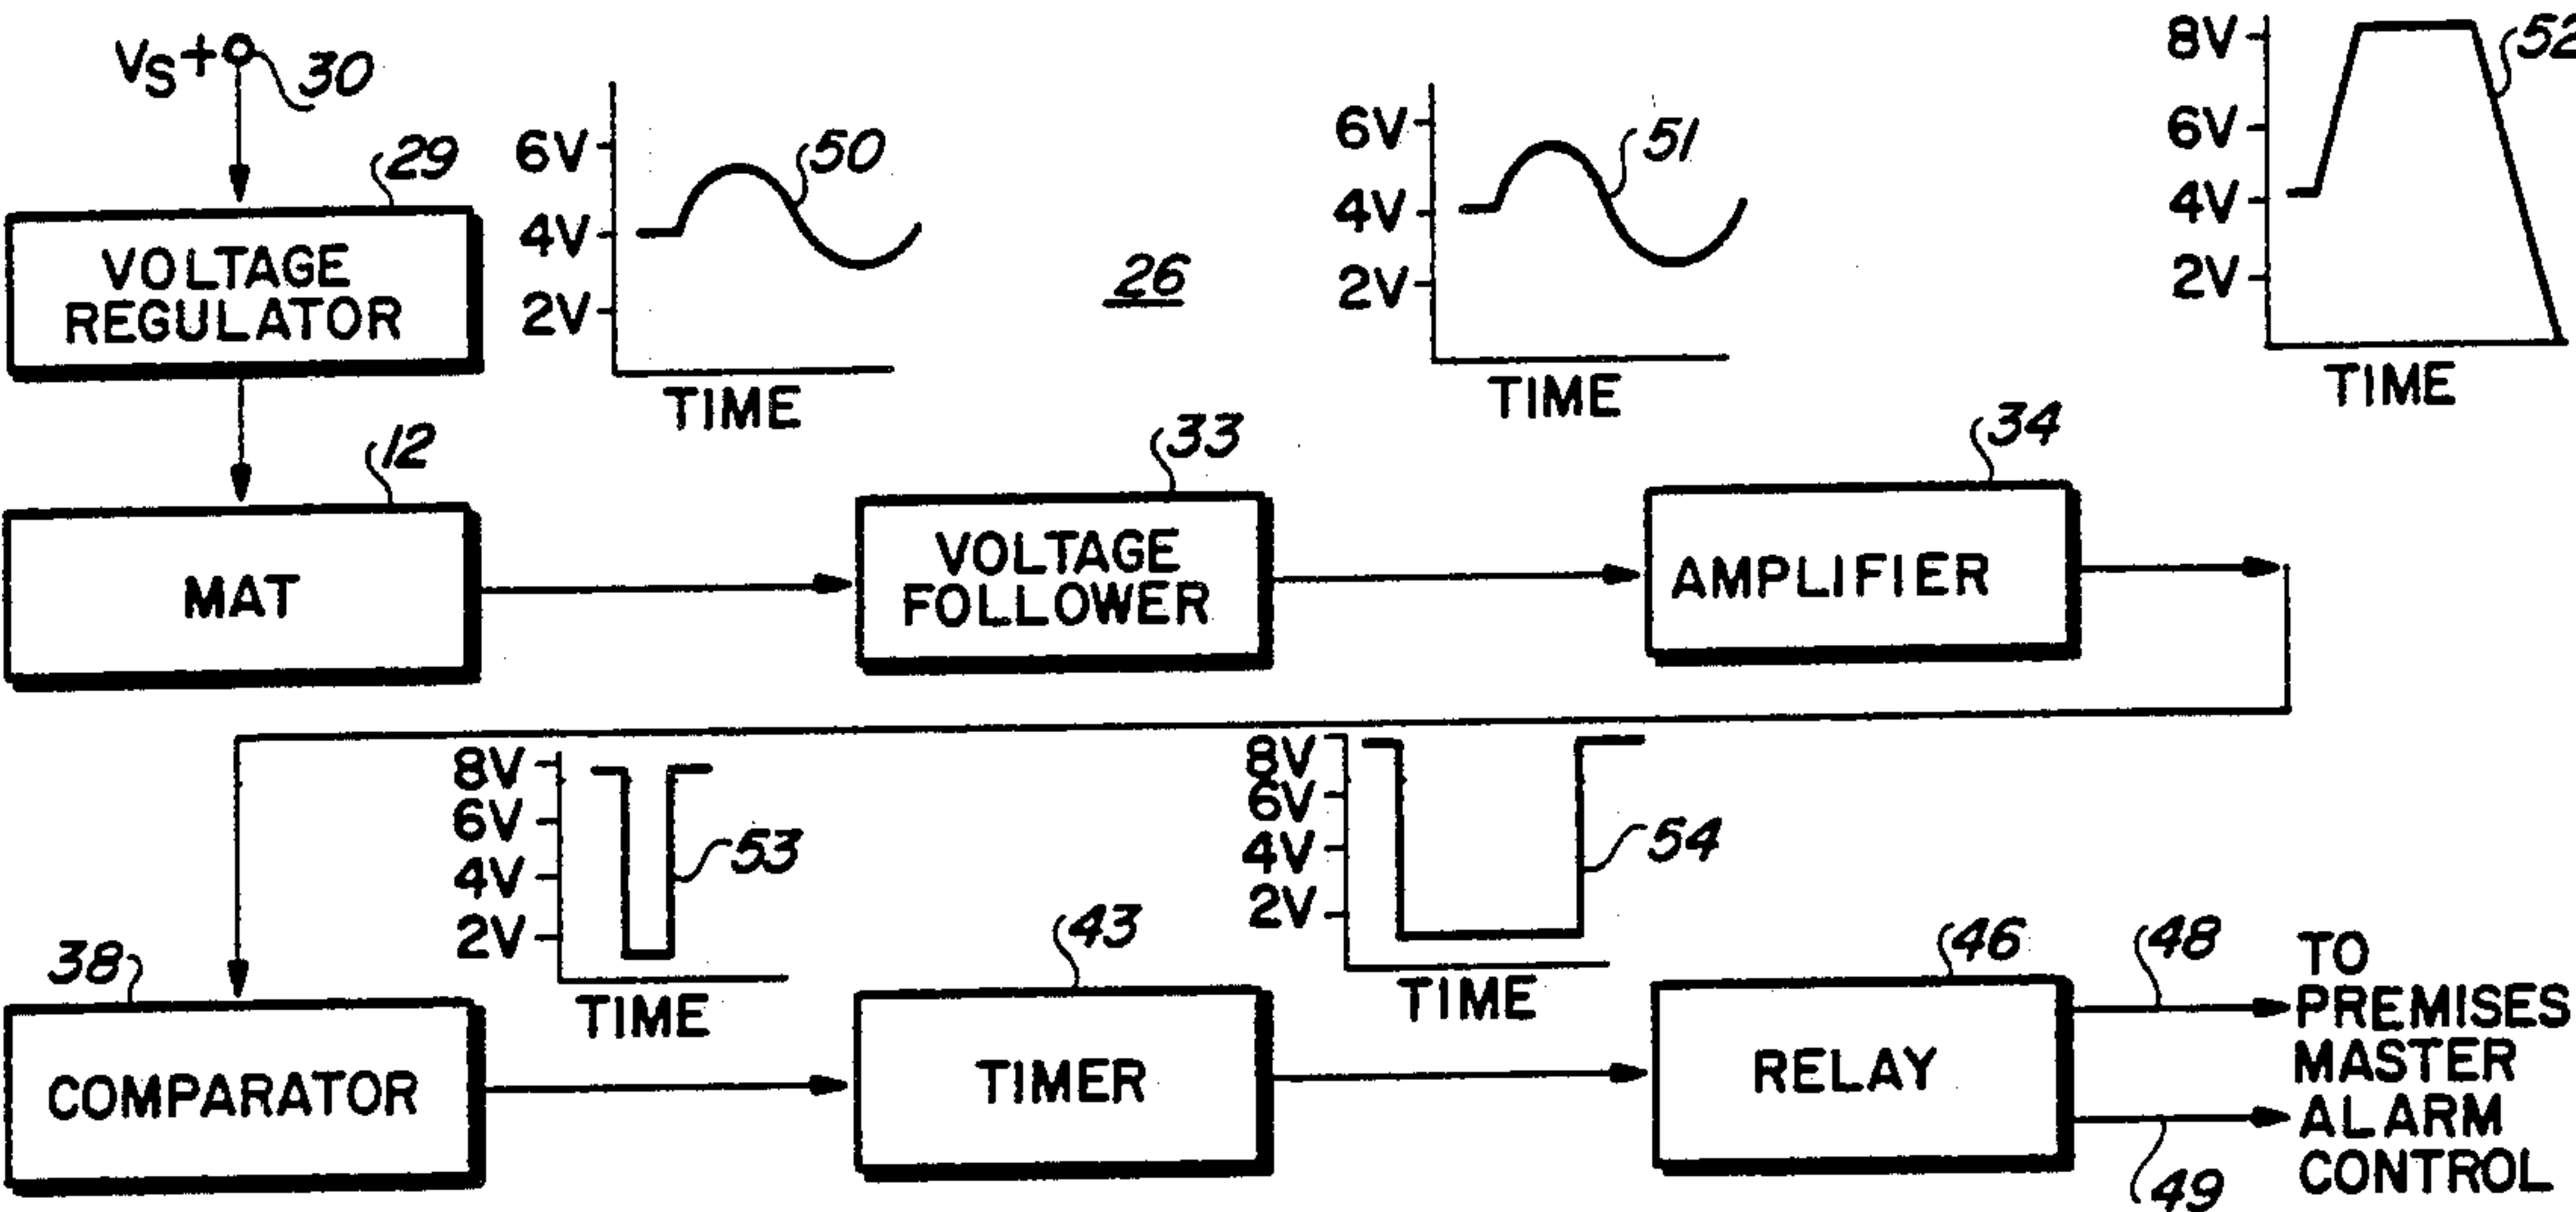 VS+ 30
29
VOLTAGE
REGULATOR
6V
4V
2V
50
TIME
26
6V
4V
2V
51
TIME
8V
6V
4V
2V
52
TIME
12
MAT
33
VOLTAGE
FOLLOWER
34
AMPLIFIER
8V
6V
4V
2V
53
TIME
8V
6V
4V
2V
54
TIME
38
COMPARATOR
43
TIMER
46
RELAY
48
49
TO
PREMISES
MASTER
ALARM
CONTROL